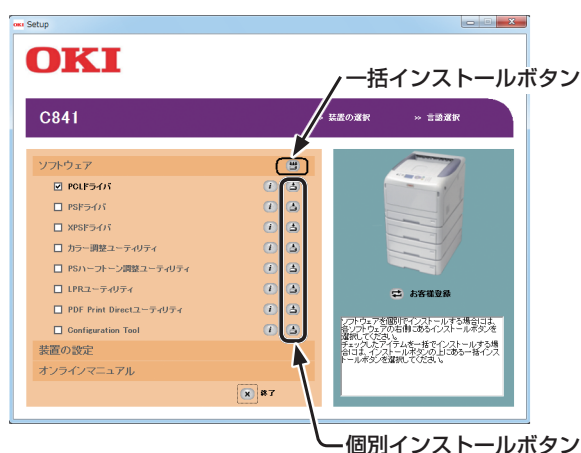 OKI Setup
OKI
一括インストールボタン
C841
» 装置の選択
» 言語選択
ソフトウェア
PCLドライバ
PSドライバ
XPSドライバ
カラー調整ユーティリティ
PSハーフトーン調整ユーティリティ
LPRユーティリティ
PDF Print Directユーティリティ
Configuration Tool
装置の設定
オンラインマニュアル
終了
お客様登録
ソフトウェアを個別でインストールする場合には、
各ソフトウェアの右側にあるインストールボタンを
選択してください。
チェックしたアイテムを一括でインストールする場
合には、インストールボタンの上にある一括インス
トールボタンを選択してください。
個別インストールボタン